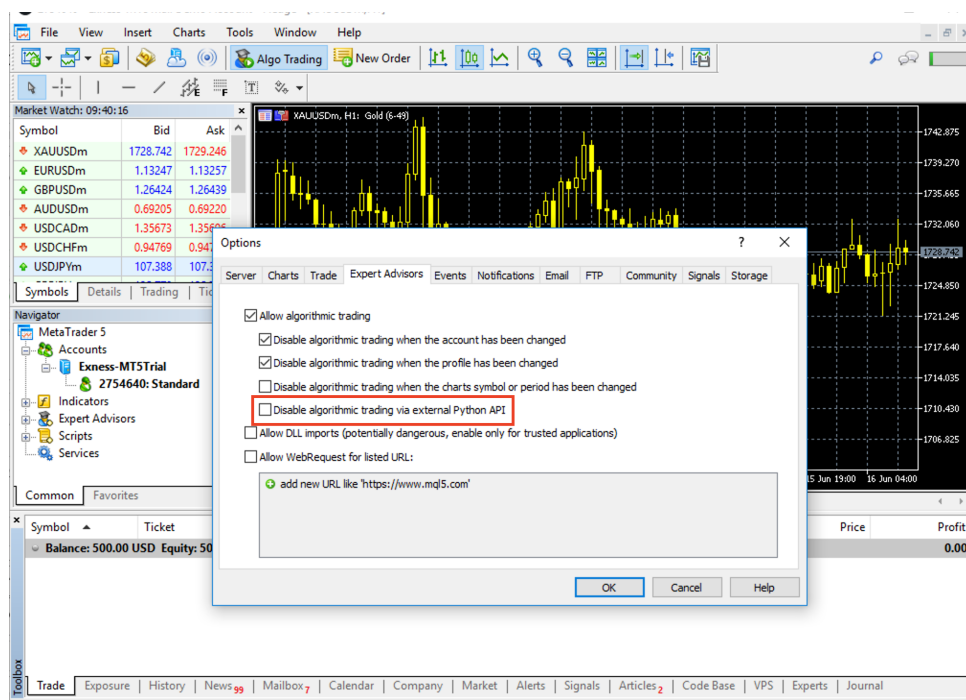 File View Insert Charts Tools Window Help
Algo Trading New Order
E F T
Market Watch: 09:40:16
Symbol Bid Ask
XAUUSDm 1728.742 1729.246
EURUSDm 1.13247 1.13257
GBPUSDm 1.26424 1.26439
AUDUSDm 0.69205 0.69220
USDCADm 1.35673
USDCHFm 0.94769
USDJPYm 107.388
Symbols Details Trading
Navigator
MetaTrader 5
Accounts
Exness-MT5Trial
2754640: Standard
Indicators
Expert Advisors
Scripts
Services
Common Favorites
XAUUSDm, H1: Gold (6-49)
1742.875
1739.270
1735.665
1732.060
1728.742
1724.850
1721.245
1717.640
1714.035
1710.430
1706.825
15 Jun 19:00 16 Jun 04:00
Options ?
Server Charts Trade Expert Advisors Events Notifications Email FTP Community Signals Storage
Allow algorithmic trading
Disable algorithmic trading when the account has been changed
Disable algorithmic trading when the profile has been changed
Disable algorithmic trading when the charts symbol or period has been changed
Disable algorithmic trading via external Python API
Allow DLL imports (potentially dangerous, enable only for trusted applications)
Allow WebRequest for listed URL:
add new URL like 'https://www.mql5.com'
OK Cancel Help
Symbol Ticket Price Profit
Balance: 500.00 USD Equity: 50 0.00
Toolbox
Trade Exposure History News 99 Mailbox 7 Calendar Company Market Alerts Signals Articles 2 Code Base VPS Experts Journal